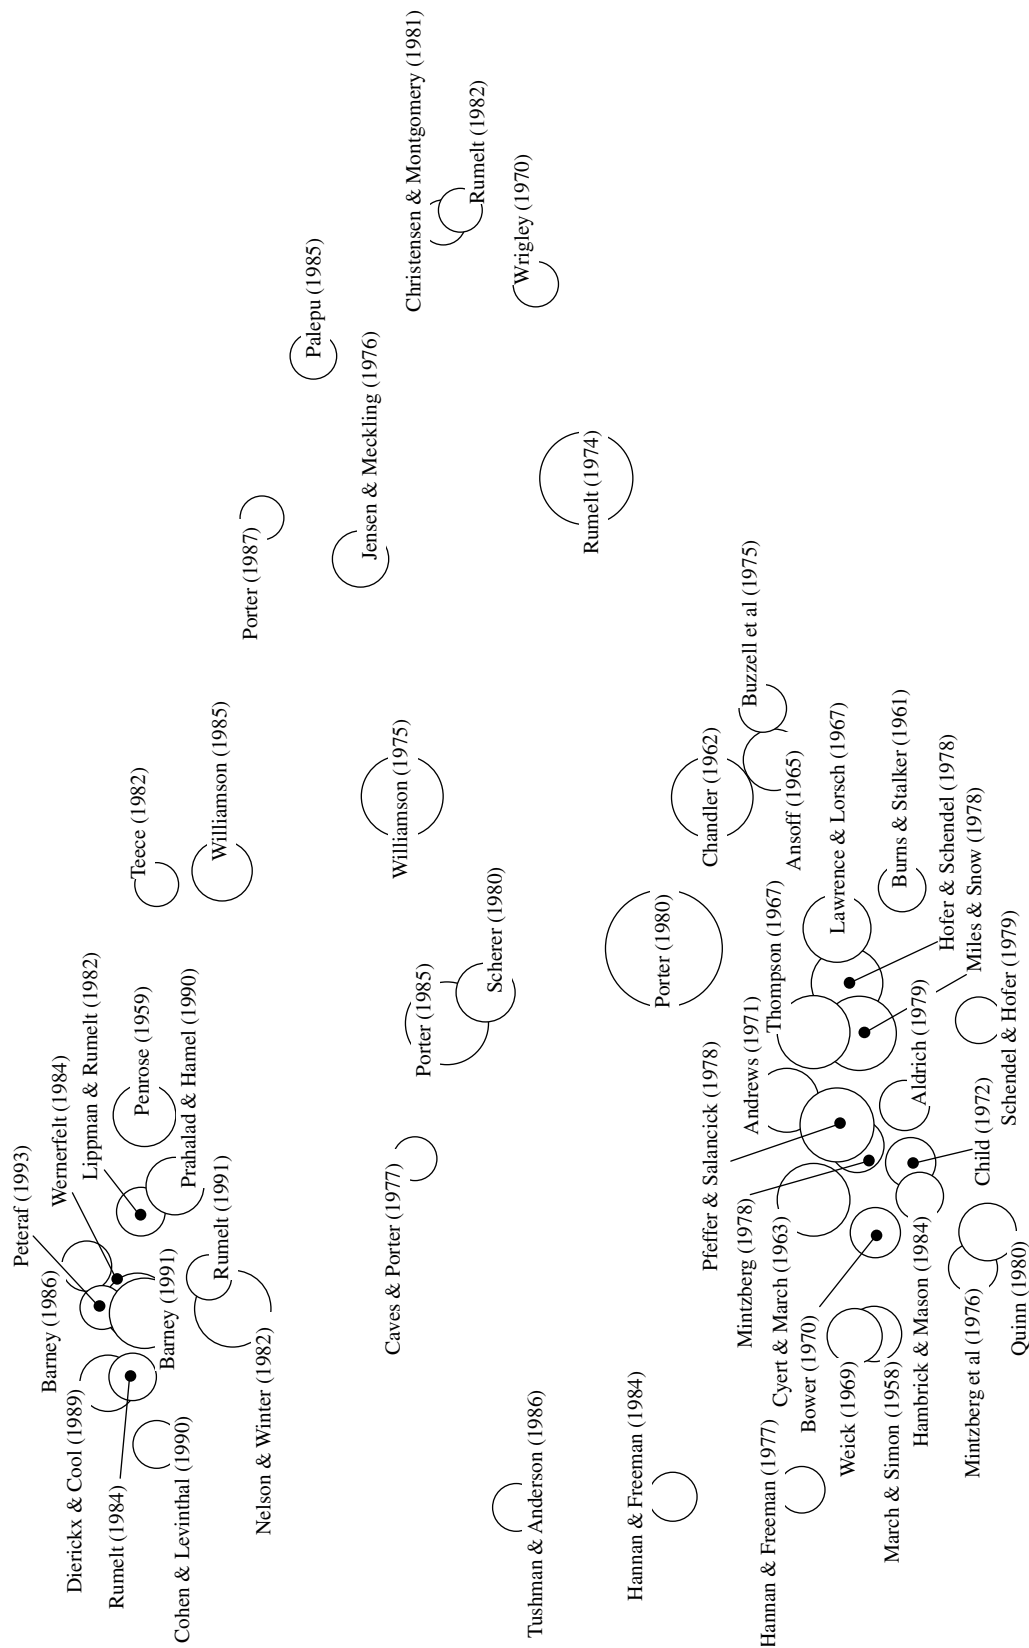 Peteraf (1993)
Wernerfelt (1984)
Lippman & Rumelt (1982)
Barney (1986)
Penrose (1959)
Teece (1982)
Dierickx & Cool (1989)
Rumelt (1984)
Barney (1991)
Prahalad & Hamel (1990)
Cohen & Levinthal (1990)
Rumelt (1991)
Williamson (1985)
Nelson & Winter (1982)
Porter (1987)
Palepu (1985)
Jensen & Meckling (1976)
Caves & Porter (1977)
Williamson (1975)
Christensen & Montgomery (1981)
Porter (1985)
Rumelt (1982)
Scherer (1980)
Wrigley (1970)
Tushman & Anderson (1986)
Rumelt (1974)
Hannan & Freeman (1984)
Porter (1980)
Pfeffer & Salancick (1978)
Chandler (1962)
Mintzberg (1978)
Andrews (1971)
Buzzell et al (1975)
Hannan & Freeman (1977)
Cyert & March (1963)
Thompson (1967)
Ansoff (1965)
Bower (1970)
Lawrence & Lorsch (1967)
Weick (1969)
March & Simon (1958)
Burns & Stalker (1961)
Hambrick & Mason (1984)
Aldrich (1979)
Hofer & Schendel (1978)
Mintzberg et al (1976)
Child (1972)
Miles & Snow (1978)
Quinn (1980)
Schendel & Hofer (1979)